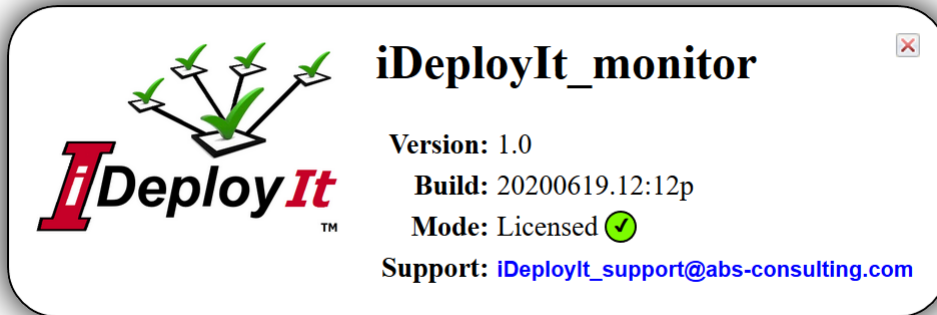 iDeployIt_monitor
iDeployIt
TM
Version: 1.0
Build: 20200619.12:12p
Mode: Licensed
Support: iDeployIt_support@abs-consulting.com